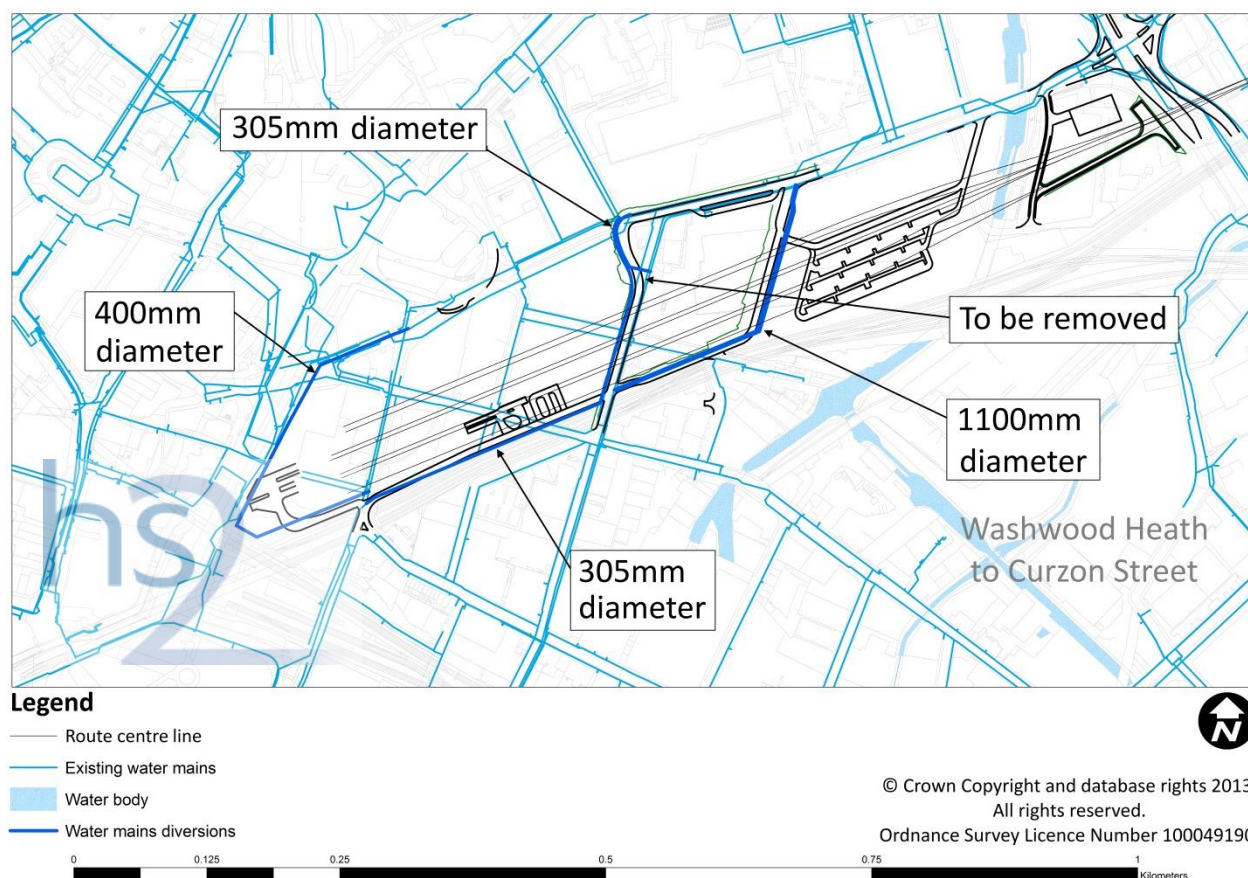 305mm diameter
400mm
diameter
To be removed
1100mm
diameter
305mm
diameter
Washwood Heath
to Curzon Street
hs2
Legend
N
Route centre line
Existing water mains
Water body
Water mains diversions
© Crown Copyright and database rights 2013
All rights reserved.
Ordnance Survey Licence Number 100049190
0 0.125 0.25 0.5 0.75 1
Kilometers